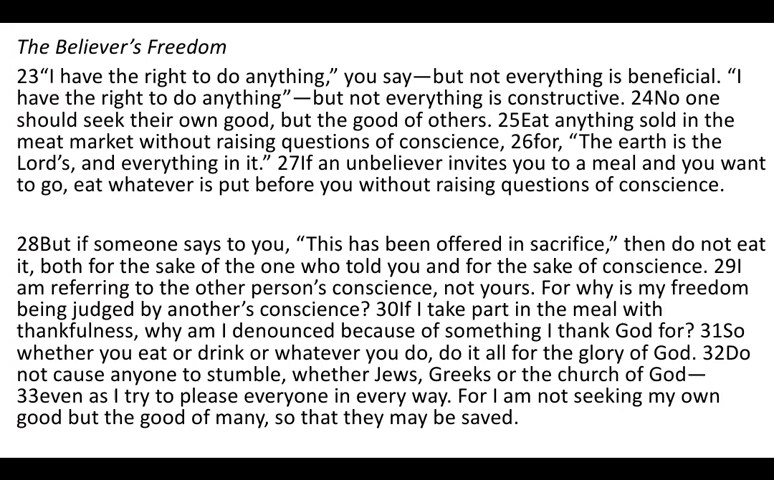 The Believer’s Freedom
23“I have the right to do anything,” you say—but not everything is beneficial. “I
have the right to do anything”—but not everything is constructive. 24No one
should seek their own good, but the good of others. 25Eat anything sold in the
meat market without raising questions of conscience, 26for, “The earth is the
Lord’s, and everything in it.” 27If an unbeliever invites you to a meal and you want
to go, eat whatever is put before you without raising questions of conscience.
28But if someone says to you, “This has been offered in sacrifice,” then do not eat
it, both for the sake of the one who told you and for the sake of conscience. 29I
am referring to the other person’s conscience, not yours. For why is my freedom
being judged by another’s conscience? 30If I take part in the meal with
thankfulness, why am I denounced because of something I thank God for? 31So
whether you eat or drink or whatever you do, do it all for the glory of God. 32Do
not cause anyone to stumble, whether Jews, Greeks or the church of God—
33even as I try to please everyone in every way. For I am not seeking my own
good but the good of many, so that they may be saved.